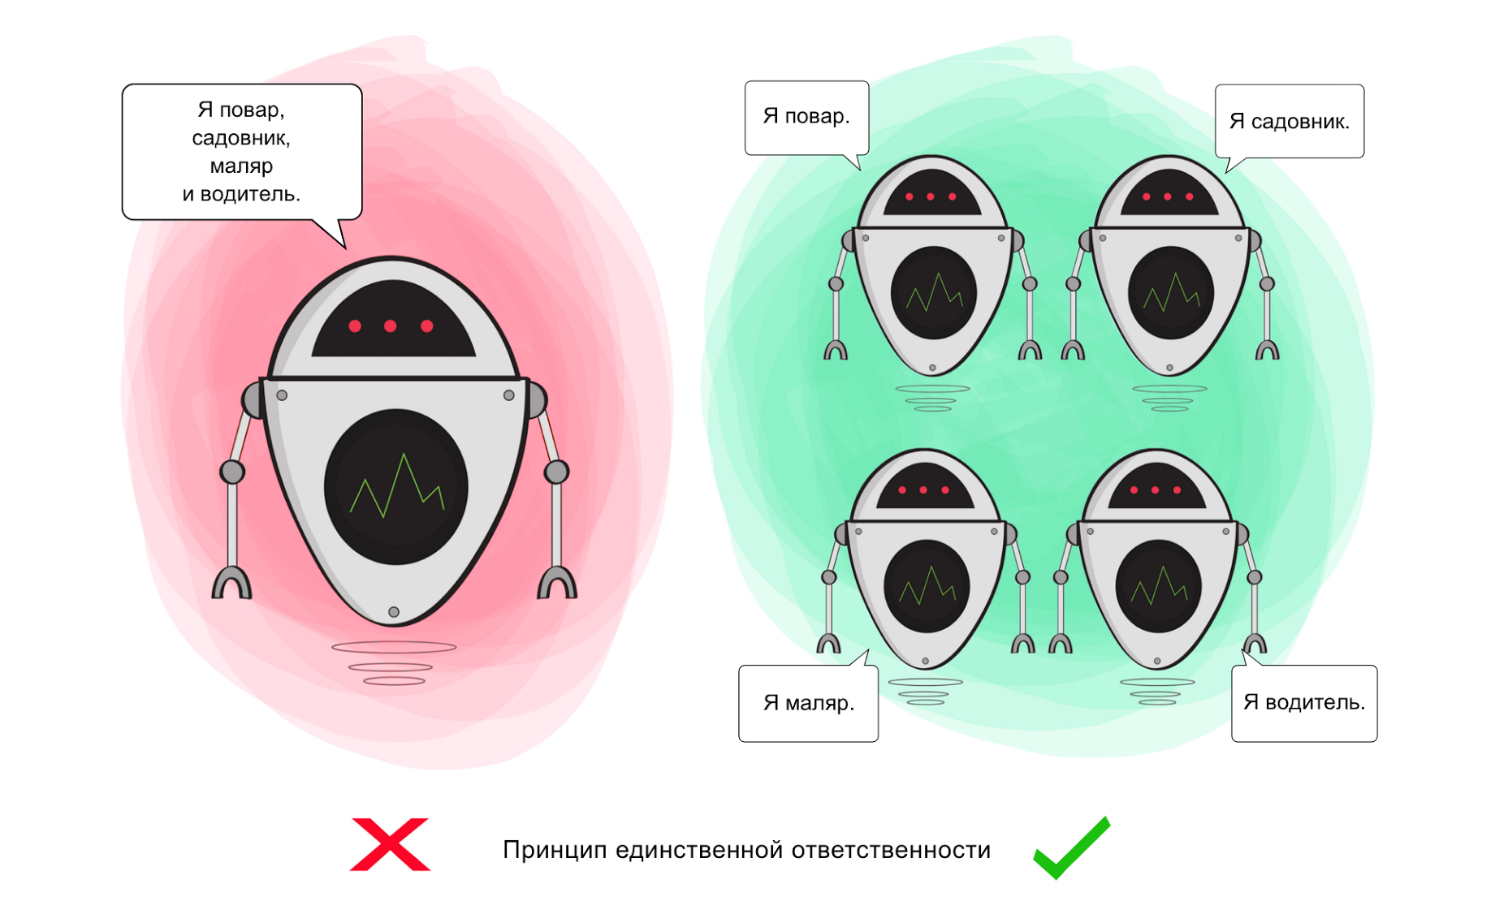 Я повар,
садовник,
маляр
и водитель.
Я повар.
Я садовник.
Я маляр.
Я водитель.
Принцип единственной ответственности